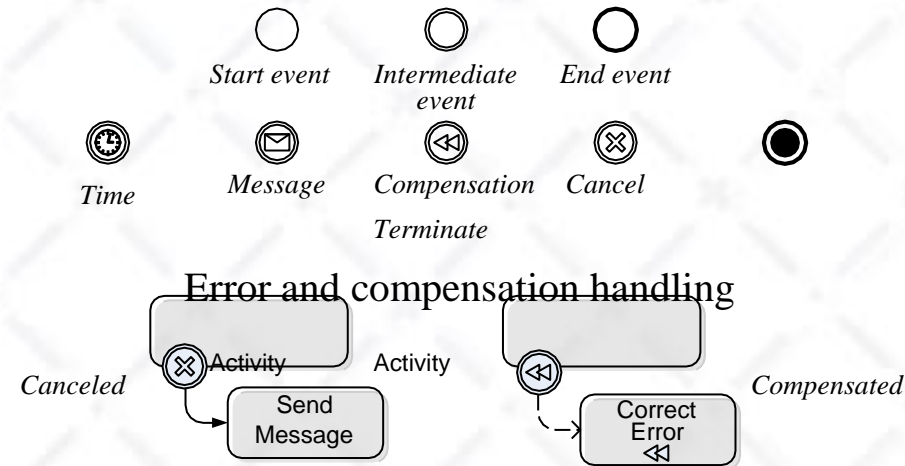 Start event
Intermediate
event
End event
Time
Message
Compensation
Cancel
Terminate
Error and compensation handling
Canceled
Activity
Activity
Send
Message
Correct
Error
Compensated